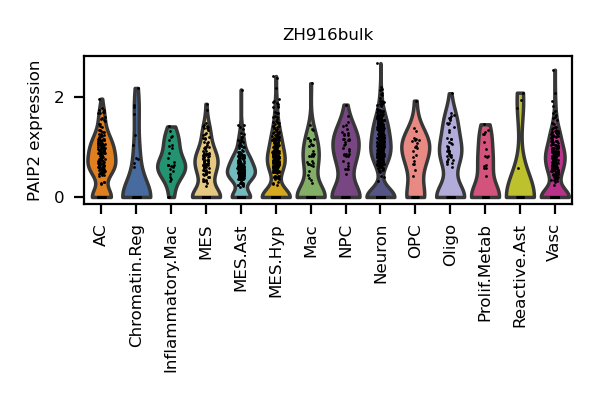 ZH916bulk
PAIP2 expression
2
0
AC
Chromatin.Reg
Inflammatory.Mac
MES
MES.Ast
MES.Hyp
Mac
NPC
Neuron
OPC
Oligo
Prolif.Metab
Reactive.Ast
Vasc